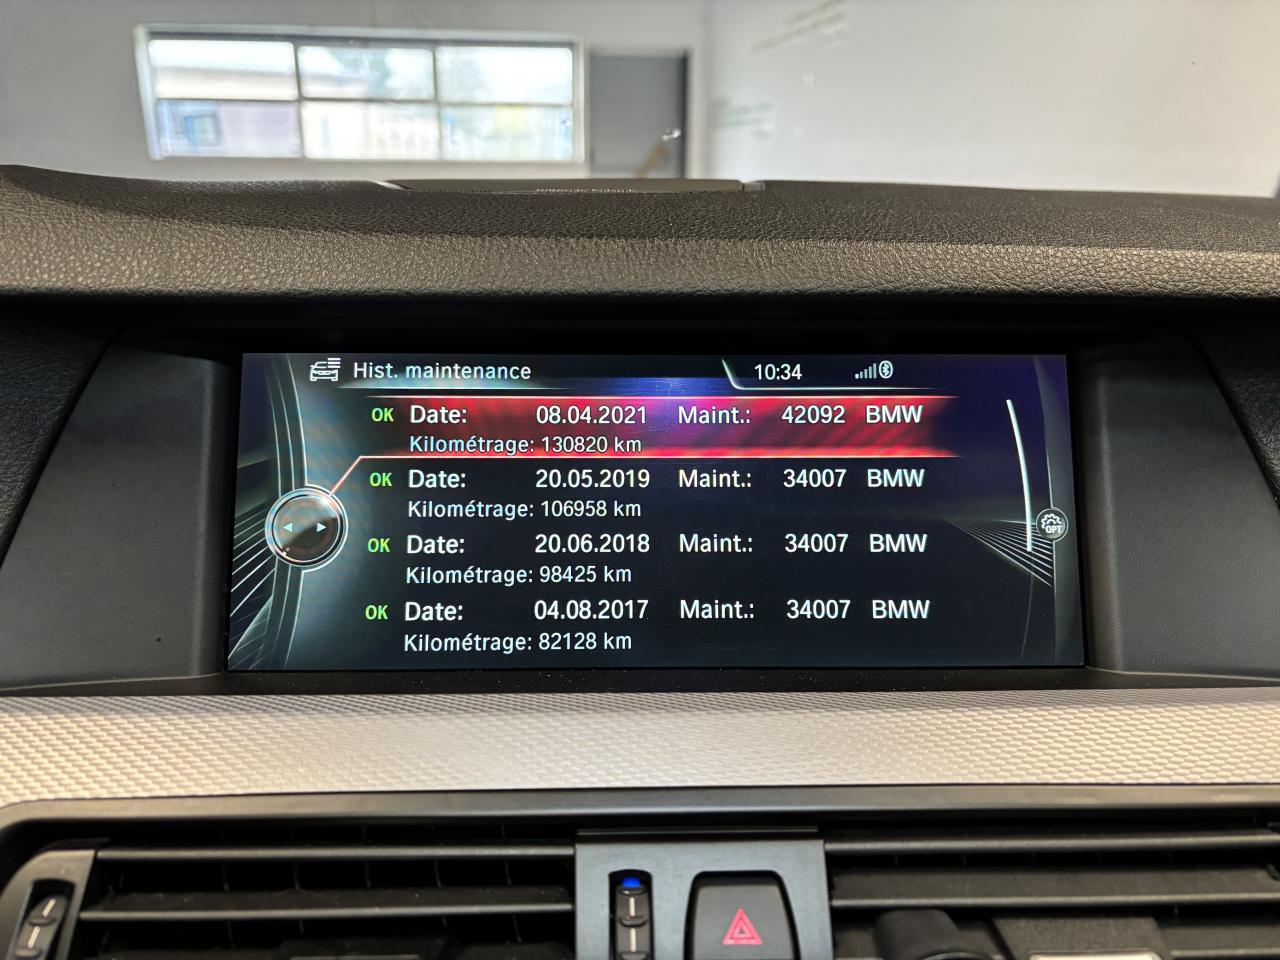 Hist. maintenance 10:34
OK Date: 08.04.2021 Maint.: 42092 BMW
Kilométrage: 130820 km
OK Date: 20.05.2019 Maint.: 34007 BMW
Kilométrage: 106958 km
OPT
OK Date: 20.06.2018 Maint.: 34007 BMW
Kilométrage: 98425 km
OK Date: 04.08.2017 Maint.: 34007 BMW
Kilométrage: 82128 km